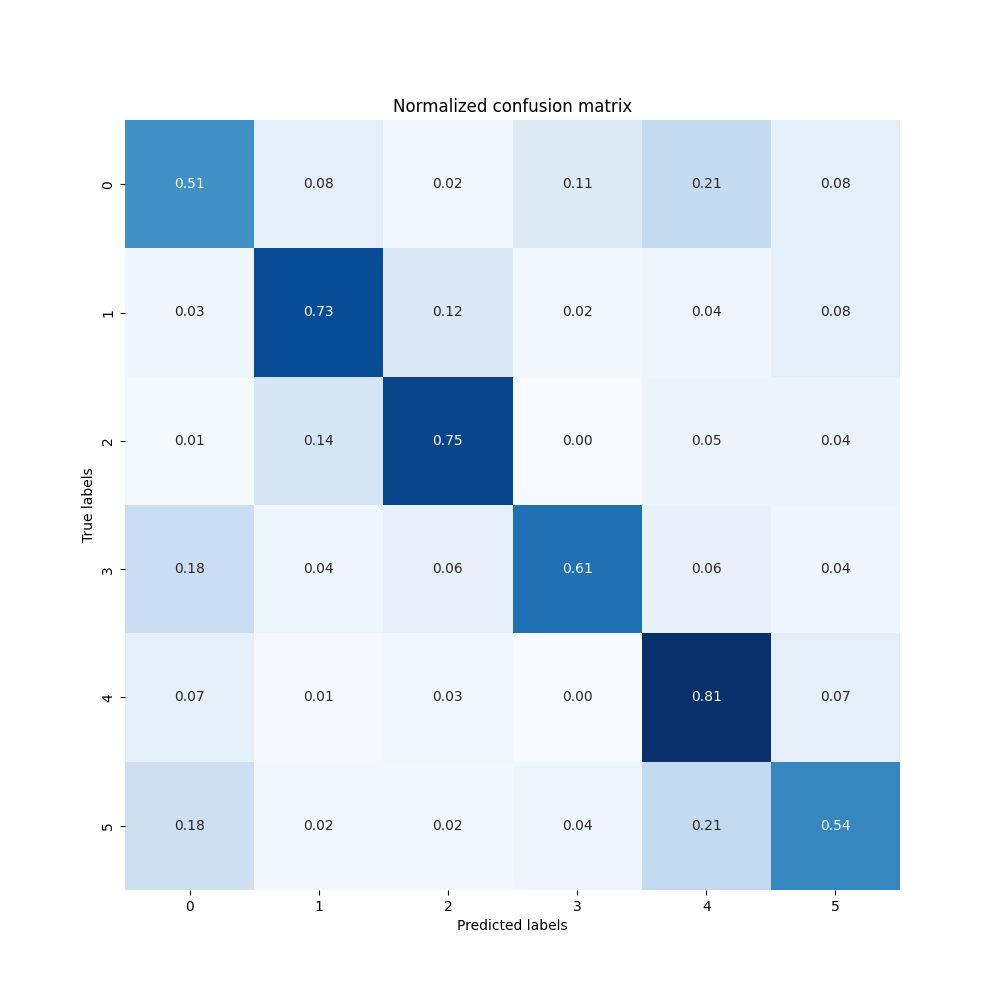 Normalized confusion matrix
0 0.51 0.08 0.02 0.11 0.21 0.08
1 0.03 0.73 0.12 0.02 0.04 0.08
2 0.01 0.14 0.75 0.00 0.05 0.04
True labels
3 0.18 0.04 0.06 0.61 0.06 0.04
4 0.07 0.01 0.03 0.00 0.81 0.07
5 0.18 0.02 0.02 0.04 0.21 0.54
0 1 2 3 4 5
Predicted labels